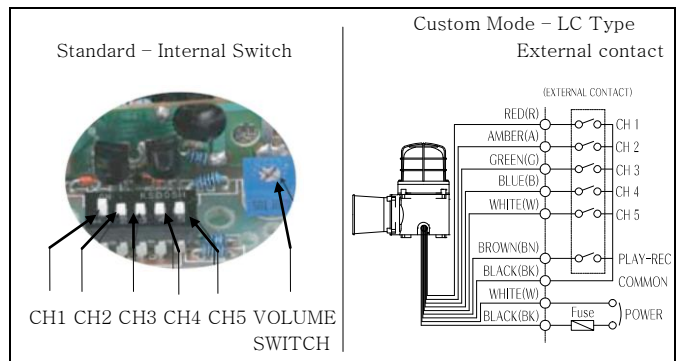 Standard – Internal Switch
KSD05H
CH1 CH2 CH3 CH4 CH5 VOLUME
SWITCH
Custom Mode – LC Type
External contact
(EXTERNAL CONTACT)
RED(R)
CH 1
AMBER(A)
CH 2
GREEN(G)
CH 3
BLUE(B)
CH 4
WHITE(W)
CH 5
BROWN(BN)
PLAY-REC
BLACK(BK)
COMMON
WHITE(W)
BLACK(BK)
Fuse
POWER